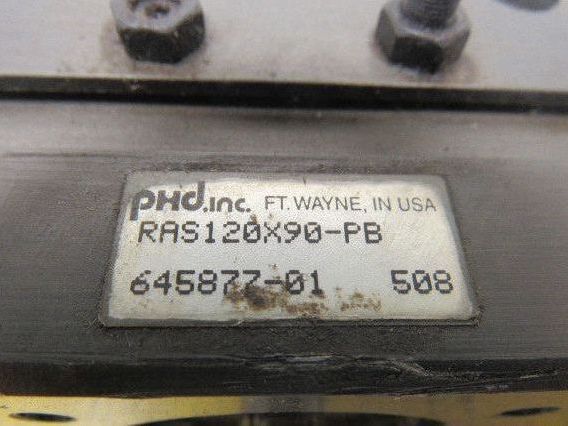 PHD.inc. FT. WAYNE, IN USA
RAS120X90-PB
645877-01 508